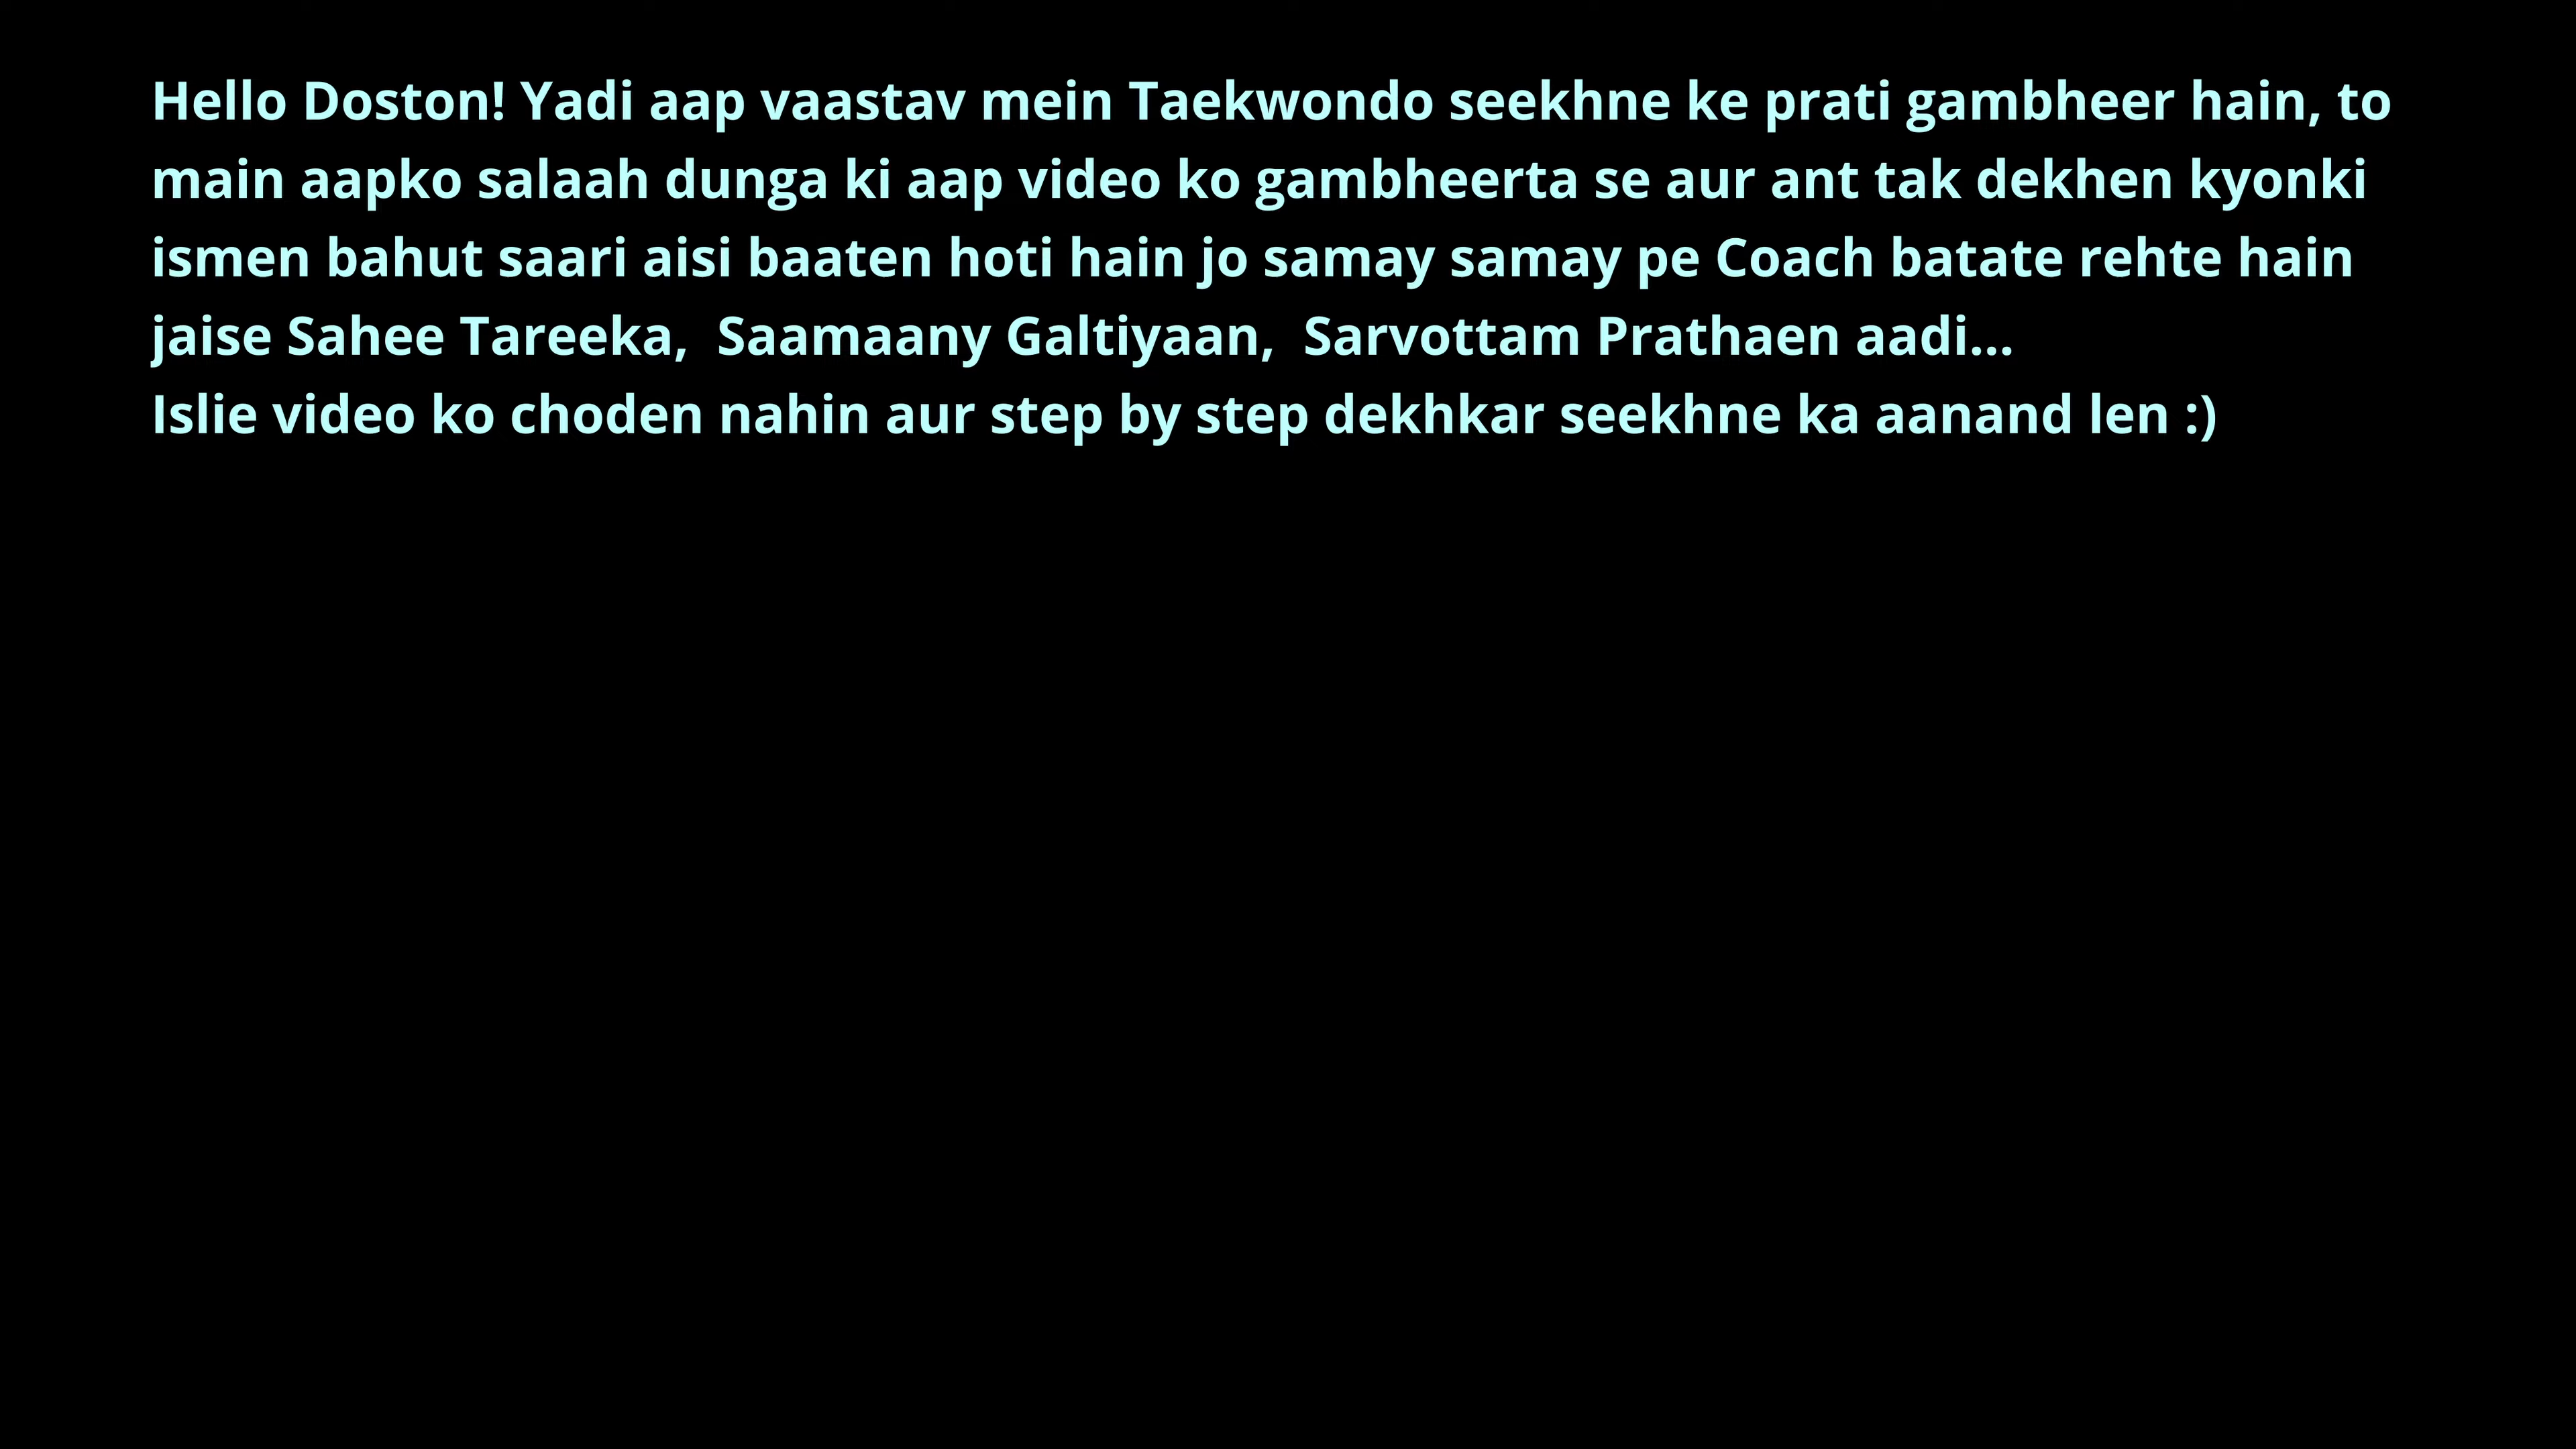 Hello Doston! Yadi aap vaastav mein Taekwondo seekhne ke prati gambheer hain, to
main aapko salaah dunga ki aap video ko gambheerta se aur ant tak dekhen kyonki
ismen bahut saari aisi baaten hoti hain jo samay samay pe Coach batate rehte hain
jaise Sahee Tareeka,  Saamaany Galtiyaan,  Sarvottam Prathaen aadi...
Islie video ko choden nahin aur step by step dekhkar seekhne ka aanand len :)